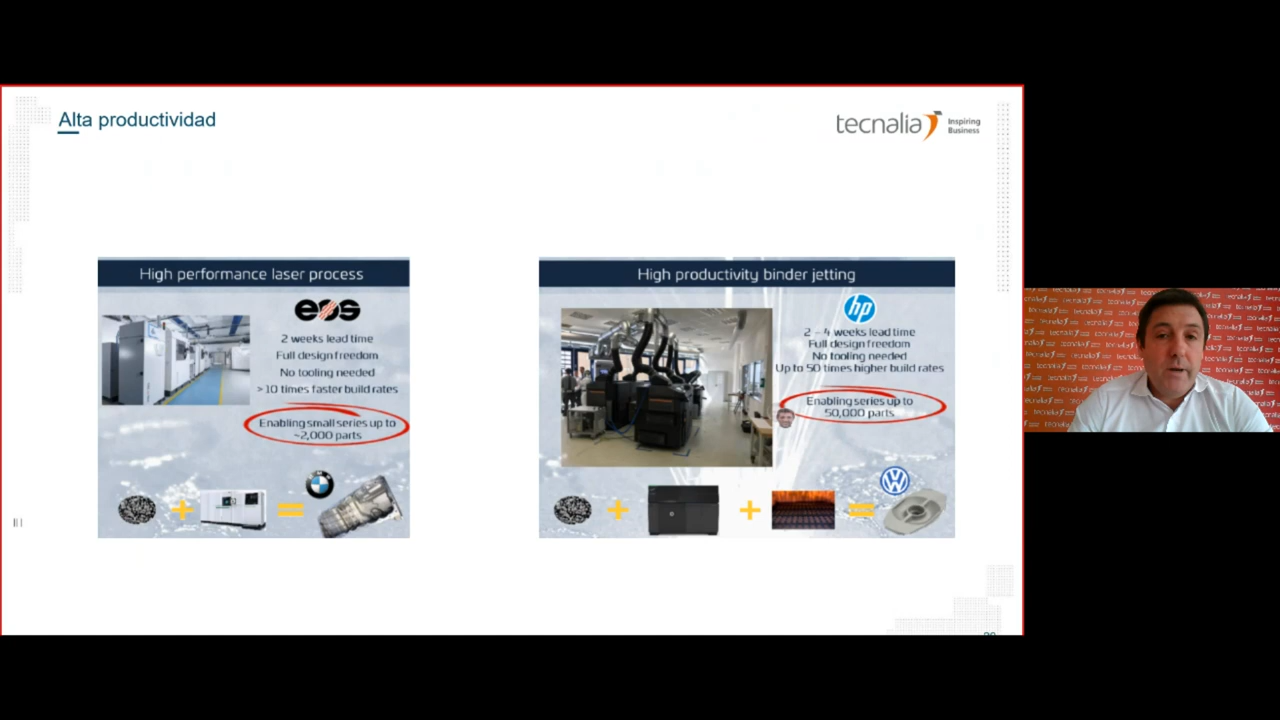 Alta productividad
tecnalia Inspiring Business
High performance laser process
eos
2 weeks lead time
Full design freedom
No tooling needed
>10 times faster build rates
Enabling small series up to
~2,000 parts
High productivity binder jetting
hp
2 – 4 weeks lead time
Full design freedom
No tooling needed
Up to 50 times higher build rates
Enabling series up to
50,000 parts